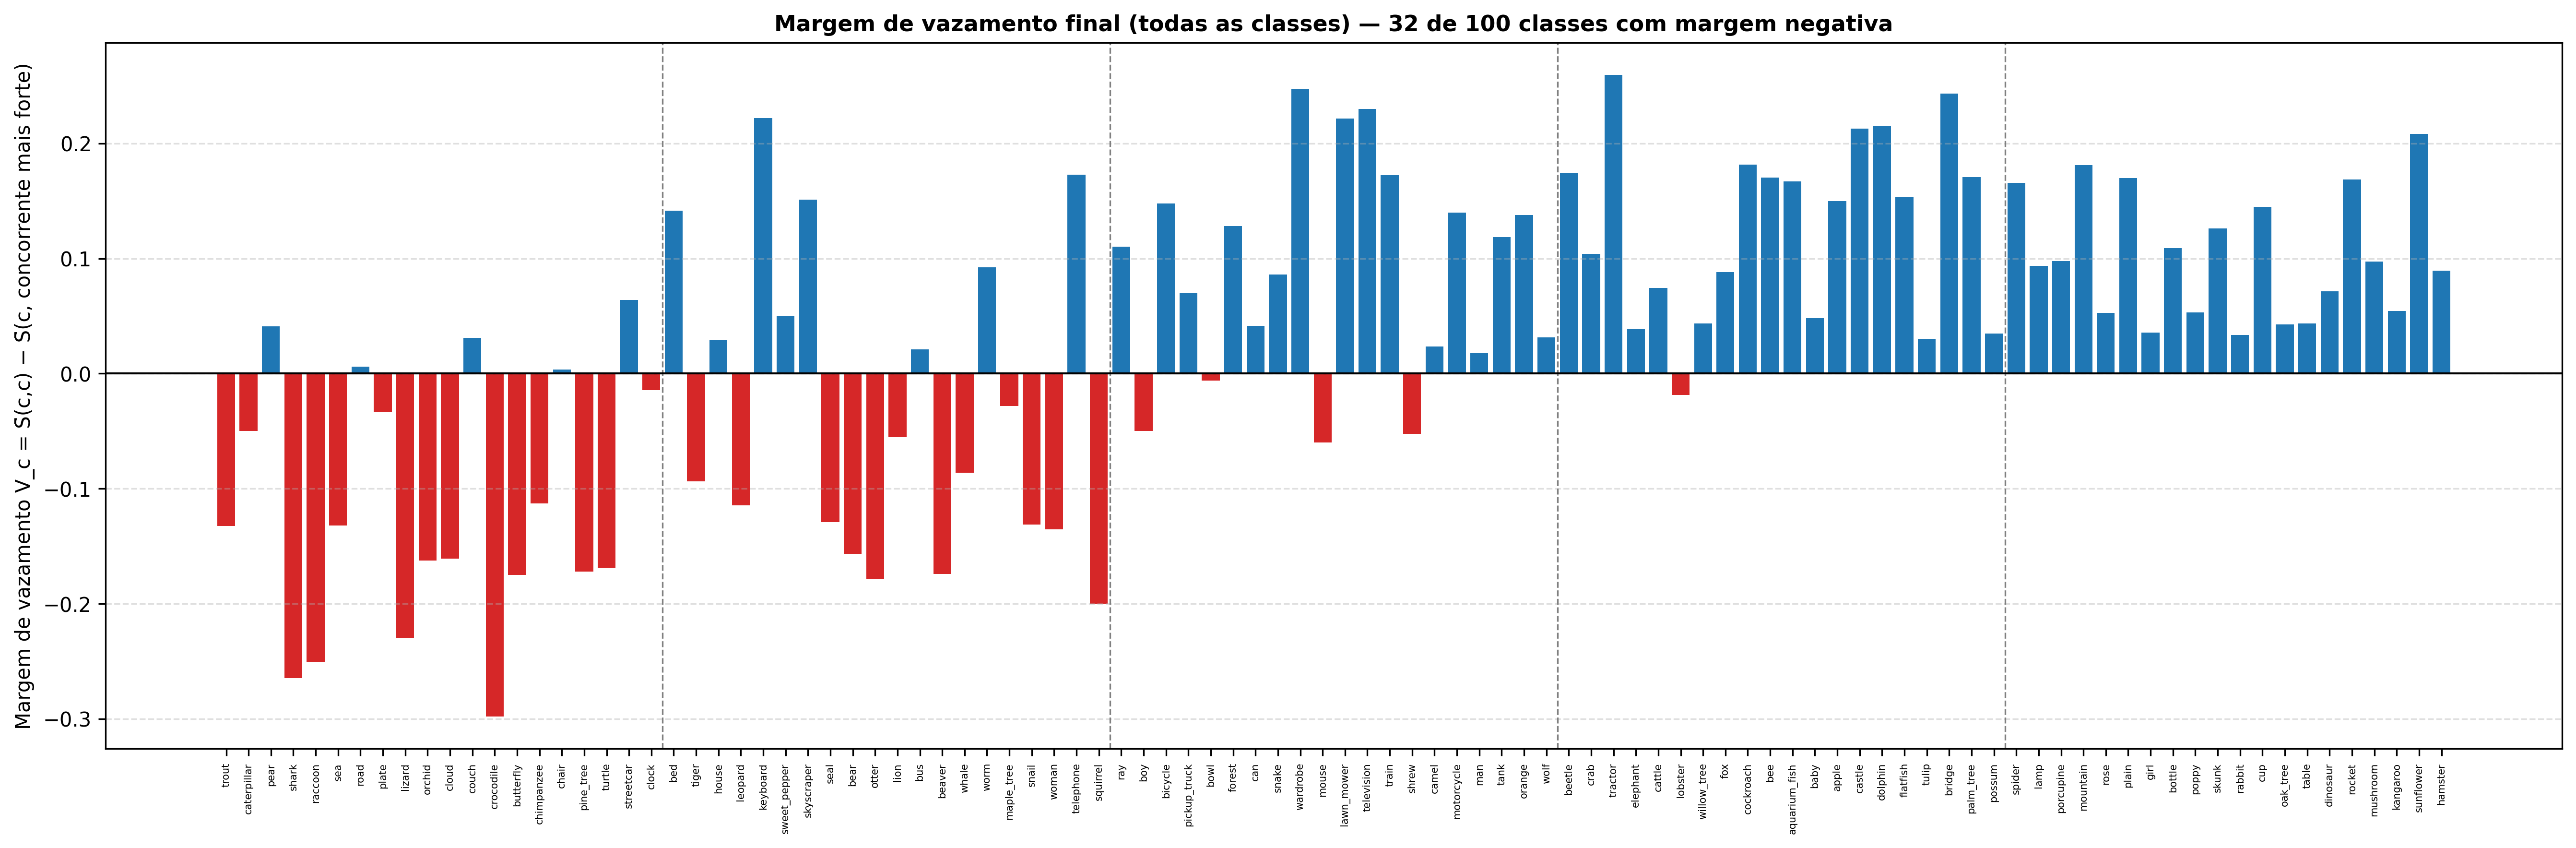 Margem de vazamento final (todas as classes) — 32 de 100 classes com margem negativa
Margem de vazamento V_c = S(c,c) − S(c, concorrente mais forte)
0.2
0.1
0.0
−0.1
−0.2
−0.3
trout
caterpillar
pear
shark
raccoon
sea
road
plate
lizard
orchid
cloud
couch
crocodile
butterfly
chimpanzee
chair
pine_tree
turtle
streetcar
clock
bed
tiger
house
leopard
keyboard
sweet_pepper
skyscraper
seal
bear
otter
lion
bus
beaver
whale
worm
maple_tree
snail
woman
telephone
squirrel
ray
boy
bicycle
pickup_truck
bowl
forest
can
snake
wardrobe
mouse
lawn_mower
television
train
shrew
camel
motorcycle
man
tank
orange
wolf
beetle
crab
tractor
elephant
cattle
lobster
willow_tree
fox
cockroach
bee
aquarium_fish
baby
apple
castle
dolphin
flatfish
tulip
bridge
palm_tree
possum
spider
lamp
porcupine
mountain
rose
plain
girl
bottle
poppy
skunk
rabbit
cup
oak_tree
table
dinosaur
rocket
mushroom
kangaroo
sunflower
hamster